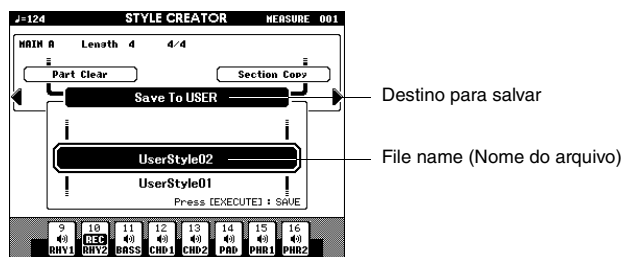 ♩=124 STYLE CREATOR MEASURE 001
MAIN A Length 4 4/4
Part Clear Section Copy
Save To USER
Destino para salvar
UserStyle02
File name (Nome do arquivo)
UserStyle01
Press [EXECUTE] : SAVE
9 10 11 12 13 14 15 16
REC
RHY1 RHY2 BASS CHD1 CHD2 PAD PHR1 PHR2